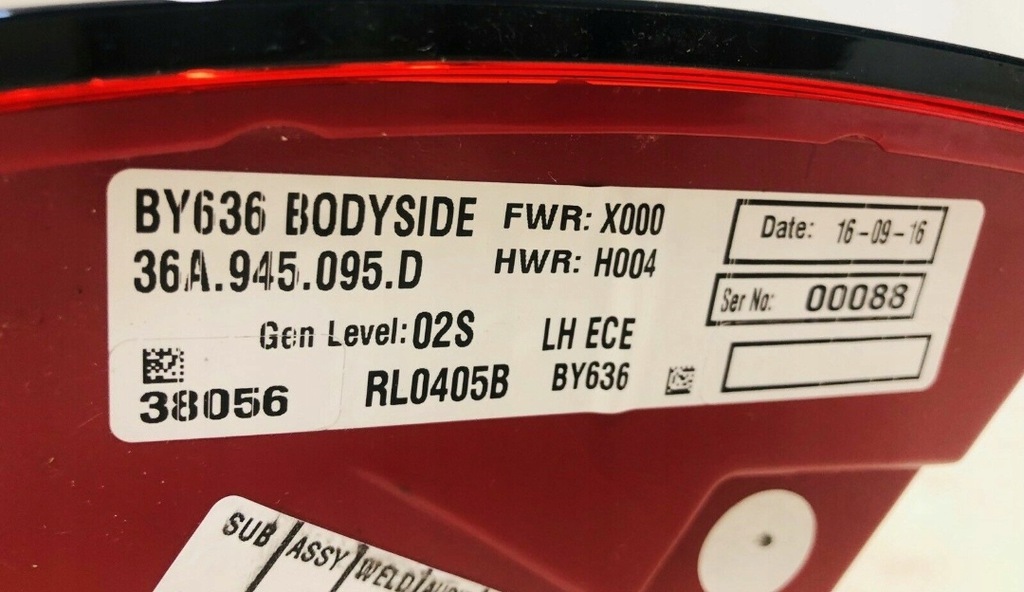 BY636 BODYSIDE FWR: X000
36A.945.095.D HWR: H004
Date: 16-09-16
Ser No: 00088
Gen Level: 02S LH ECE
38056 RL0405B BY636
SUB ASSY WELD